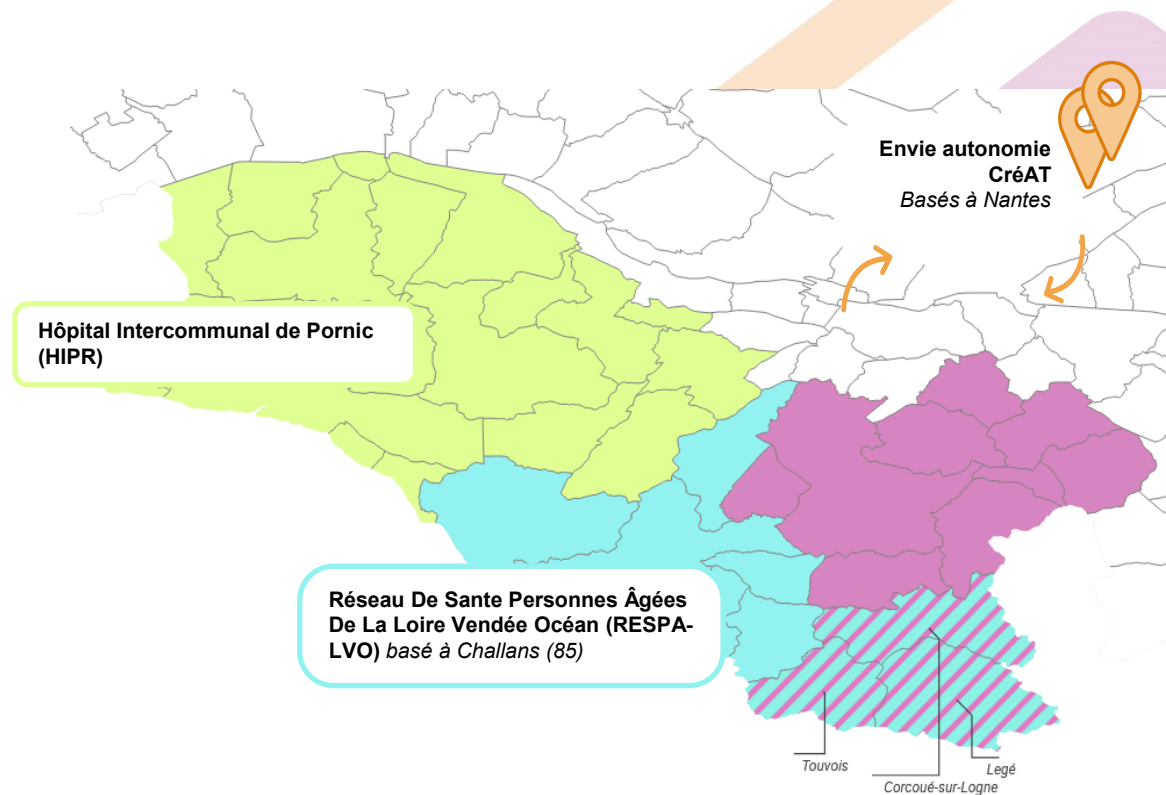 Envie autonomie
CréAT
Basés à Nantes
Hôpital Intercommunal de Pornic
(HIPR)
Réseau De Sante Personnes Âgées
De La Loire Vendée Océan (RESPA-
LVO) basé à Challans (85)
Touvois
Legé
Corcoué-sur-Logne